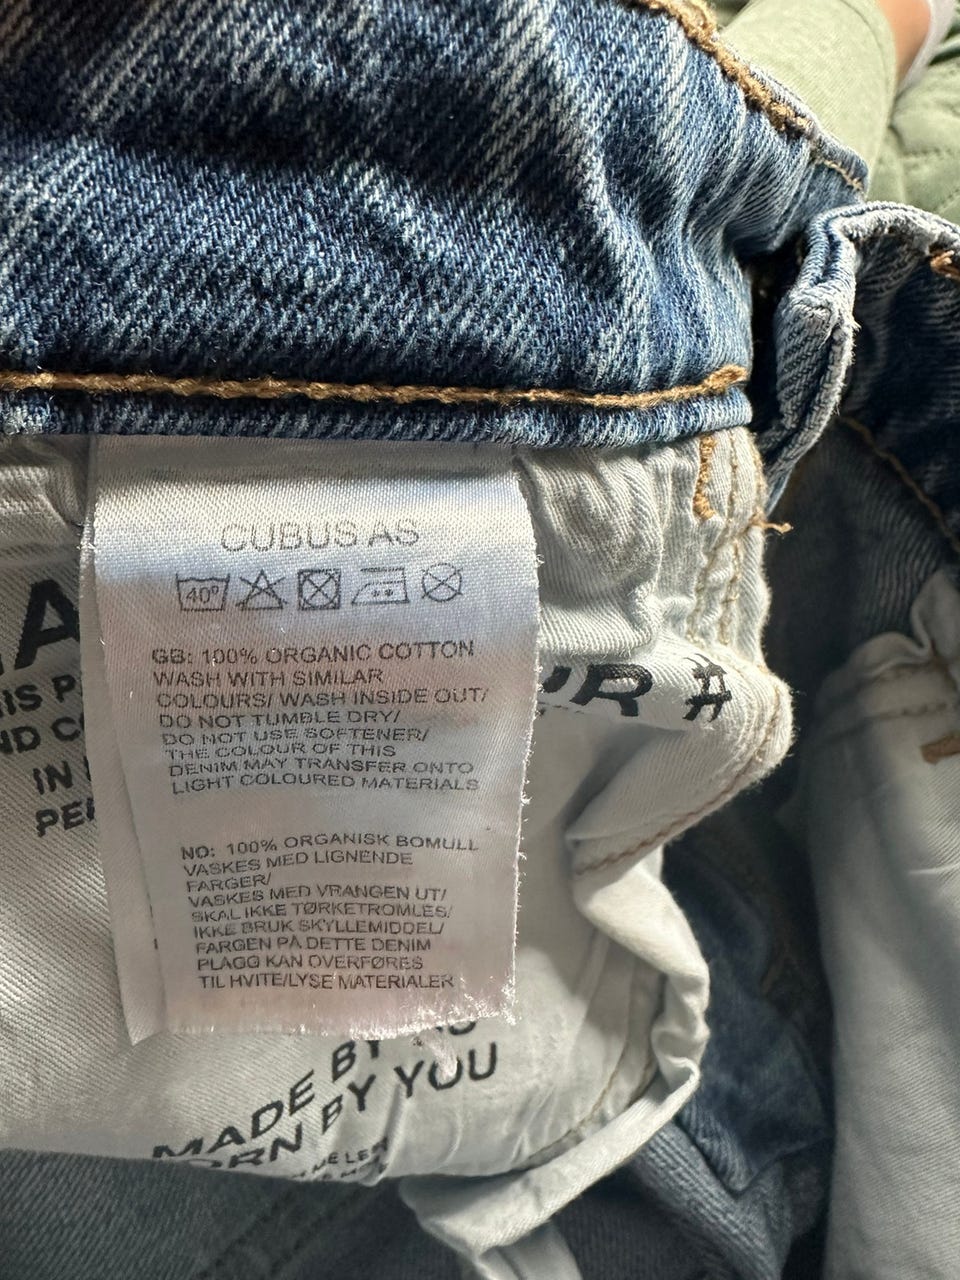 CUBUS AS
40°
GB: 100% ORGANIC COTTON
WASH WITH SIMILAR
COLOURS/ WASH INSIDE OUT/
DO NOT TUMBLE DRY/
DO NOT USE SOFTENER/
THE COLOUR OF THIS
DENIM MAY TRANSFER ONTO
LIGHT COLOURED MATERIALS
NO: 100% ORGANISK BOMULL
VASKES MED LIGNENDE
FARGER/
VASKES MED VRANGEN UT/
SKAL IKKE TØRKETROMLES/
IKKE BRUK SKYLLEMIDDEL/
FARGEN PÅ DETTE DENIM
PLAGG KAN OVERFØRES
TIL HVITE/LYSE MATERIALER
IN
MADE BY
BY YOU